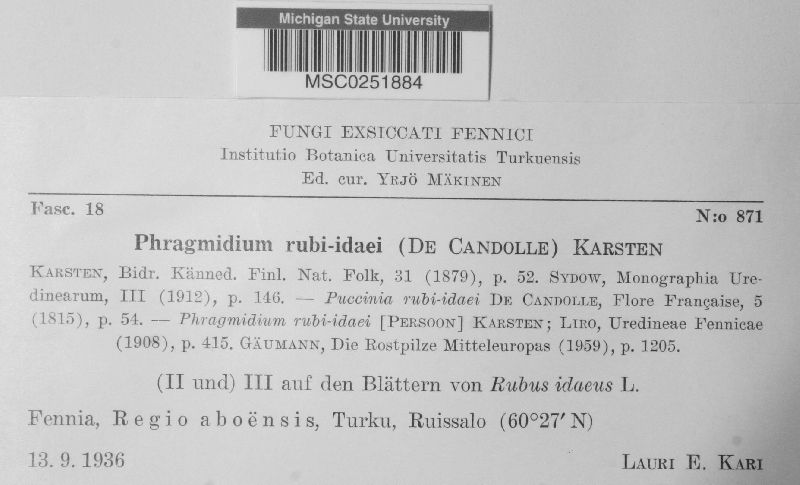 Michigan State University
MSC0251884
FUNGI EXSICCATI FENNICI
Institutio Botanica Universitatis Turkuensis
Ed. cur. YRJÖ MÄKINEN
Fasc. 18
N:o 871
Phragmidium rubi-idaei (DE CANDOLLE) KARSTEN
KARSTEN, Bidr. Känned. Finl. Nat. Folk, 31 (1879), p. 52. SYDOW, Monographia Ure-
dinearum, III (1912), p. 146. — Puccinia rubi-idaei DE CANDOLLE, Flore Française, 5
(1815), p. 54. — Phragmidium rubi-idaei [PERSOON] KARSTEN; LIRO, Uredineae Fennicae
(1908), p. 415. GÄUMANN, Die Rostpilze Mitteleuropas (1959), p. 1205.
(II und) III auf den Blättern von Rubus idaeus L.
Fennia, Regio aboënsis, Turku, Ruissalo (60°27′ N)
13. 9. 1936
LAURI E. KARI